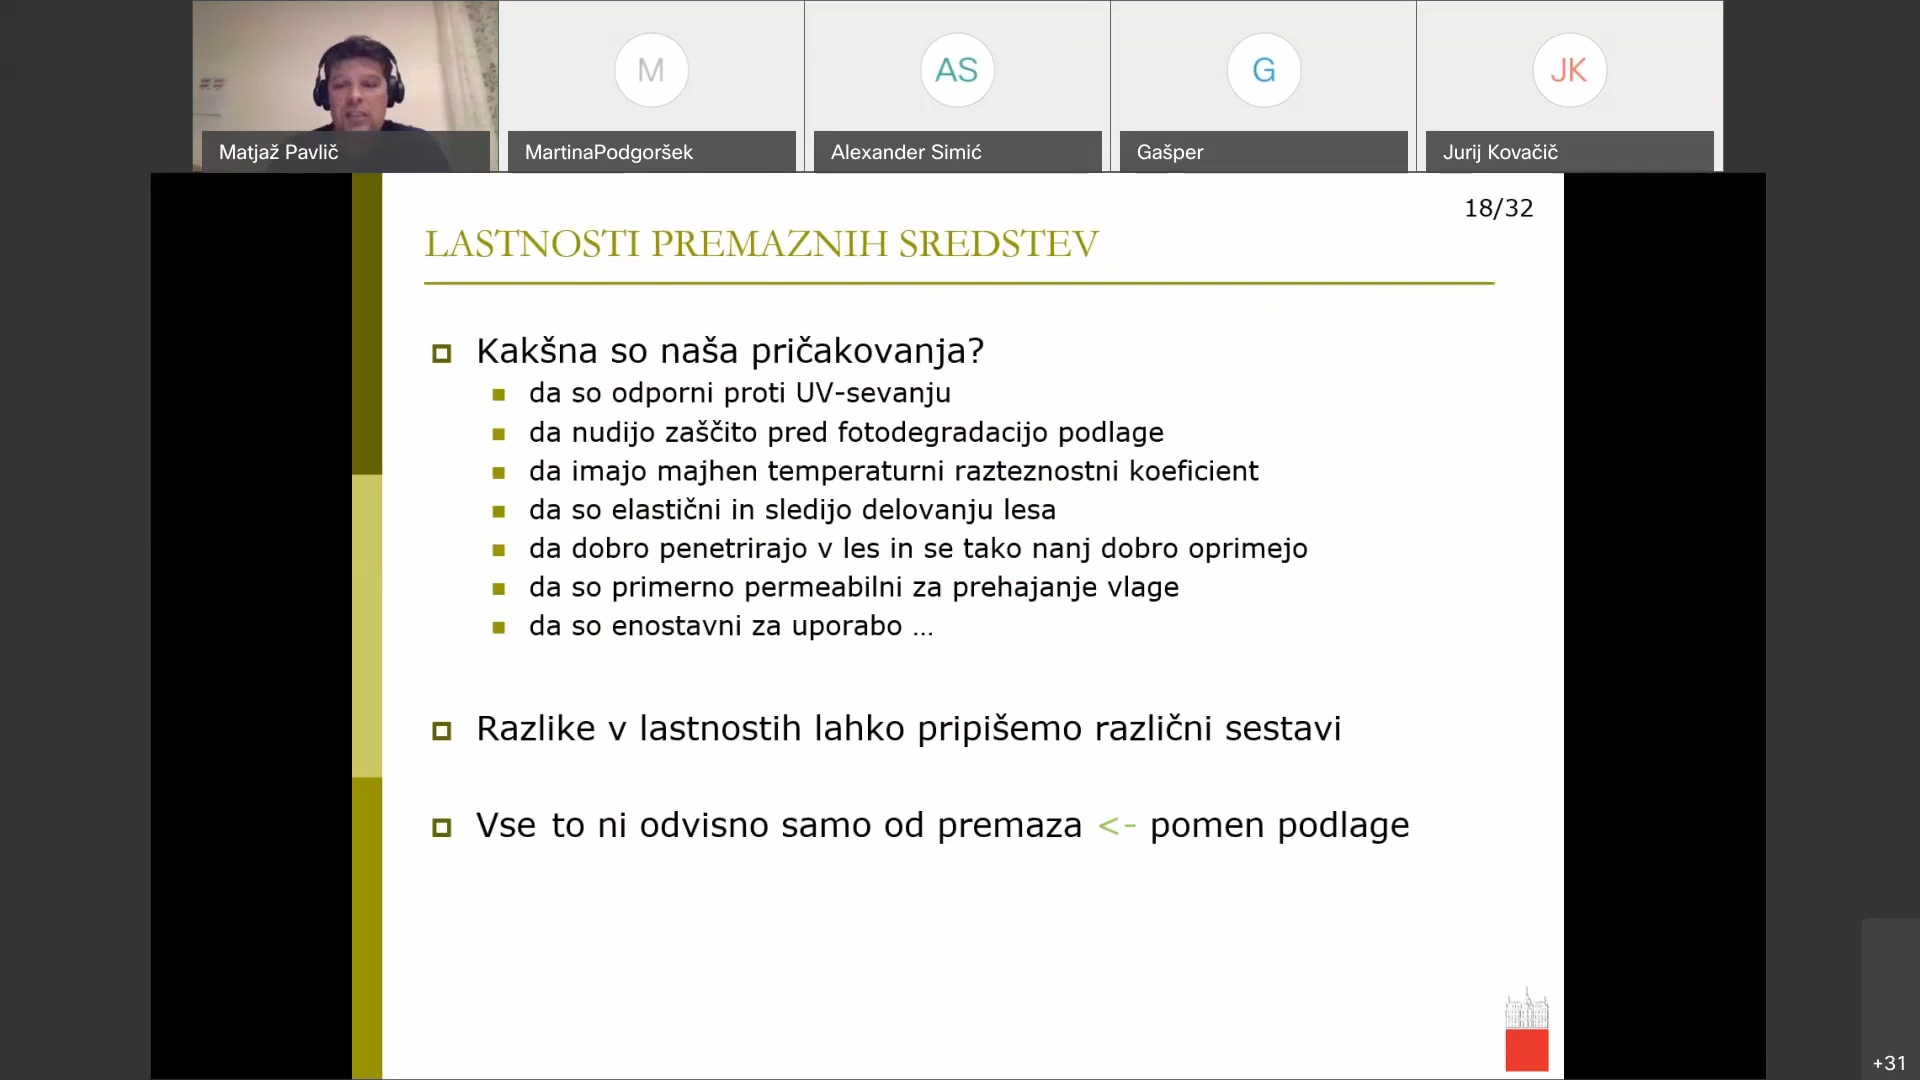 M
AS
G
JK
Matjaž Pavlič
MartinaPodgoršek
Alexander Simić
Gašper
Jurij Kovačič
18/32
LASTNOSTI PREMAZNIH SREDSTEV
Kakšna so naša pričakovanja?
da so odporni proti UV-sevanju
da nudijo zaščito pred fotodegradacijo podlage
da imajo majhen temperaturni razteznostni koeficient
da so elastični in sledijo delovanju lesa
da dobro penetrirajo v les in se tako nanj dobro oprimejo
da so primerno permeabilni za prehajanje vlage
da so enostavni za uporabo ...
Razlike v lastnostih lahko pripišemo različni sestavi
Vse to ni odvisno samo od premaza <- pomen podlage
+31